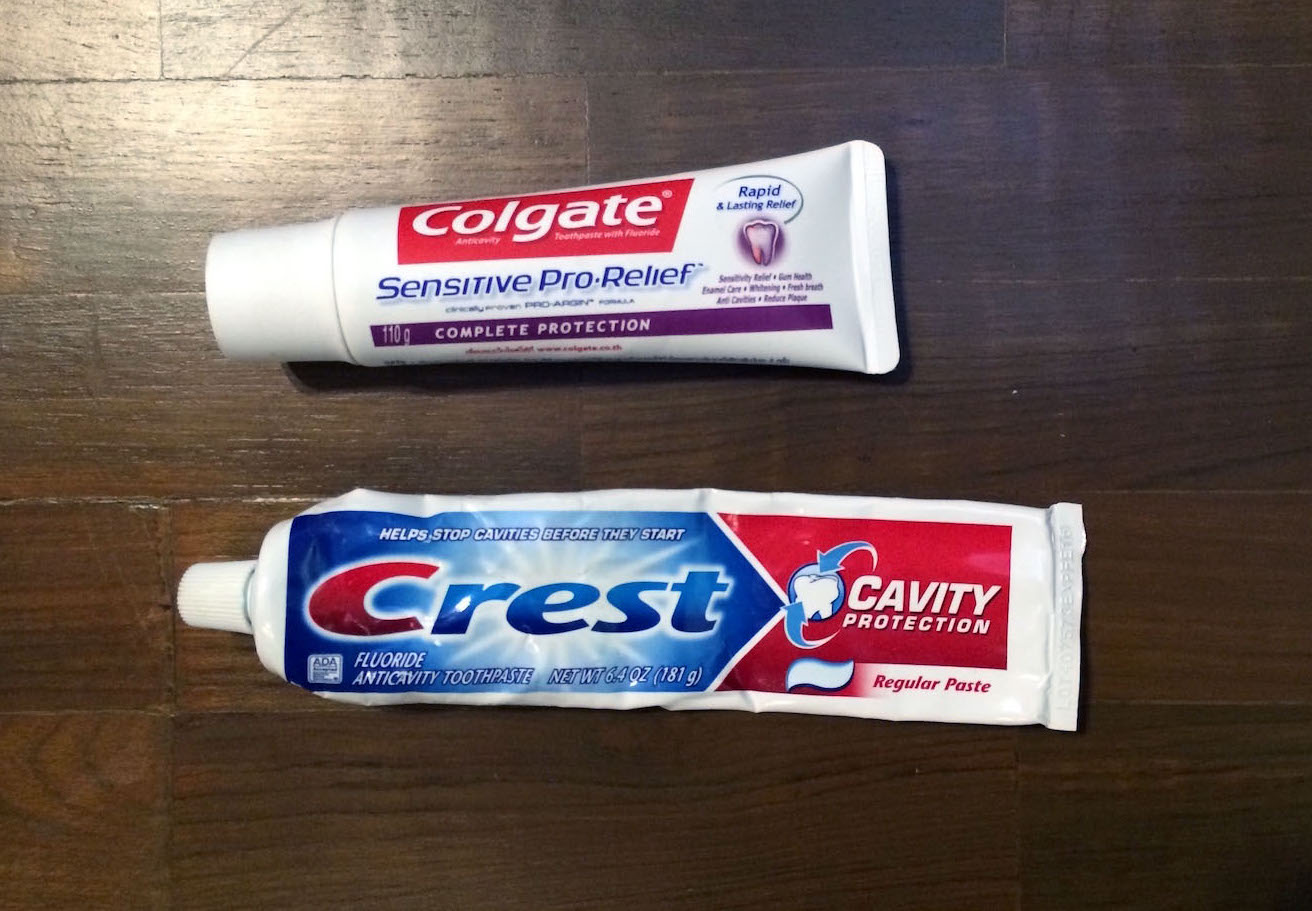 Colgate®
Anticavity Toothpaste with Fluoride
Sensitive Pro·Relief™
clinically proven PRO-ARGIN™ FORMULA
110 g COMPLETE PROTECTION
www.colgate.co.th
Rapid
& Lasting Relief
Sensitivity Relief • Gum Health
Enamel Care • Whitening • Fresh breath
Anti Cavities • Reduce Plaque
HELPS STOP CAVITIES BEFORE THEY START
Crest
ADA
FLUORIDE
ANTICAVITY TOOTHPASTE NET WT 6.4 OZ (181 g)
CAVITY
PROTECTION
Regular Paste